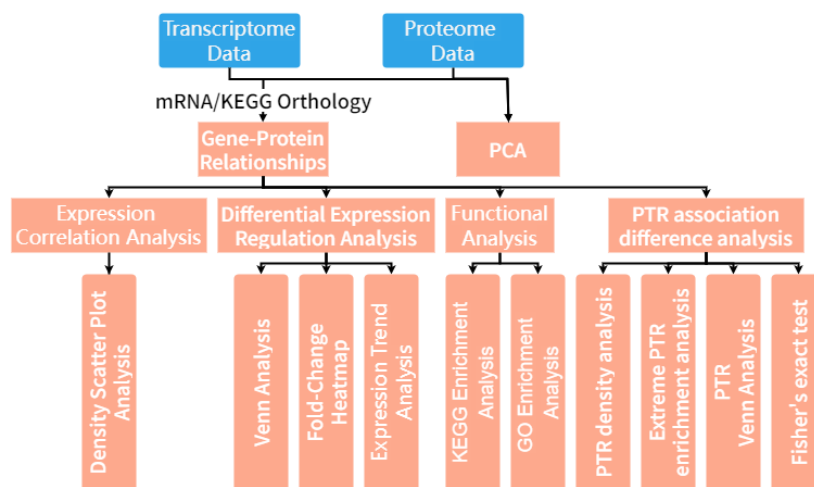 Transcriptome
Data
Proteome
Data
mRNA/KEGG Orthology
Gene-Protein
Relationships
PCA
Expression
Correlation Analysis
Differential Expression
Regulation Analysis
Functional
Analysis
PTR association
difference analysis
Density Scatter Plot
Analysis
Venn Analysis
Fold-Change
Heatmap
Expression Trend
Analysis
KEGG Enrichment
Analysis
GO Enrichment
Analysis
PTR density analysis
Extreme PTR
enrichment analysis
PTR
Venn Analysis
Fisher's exact test